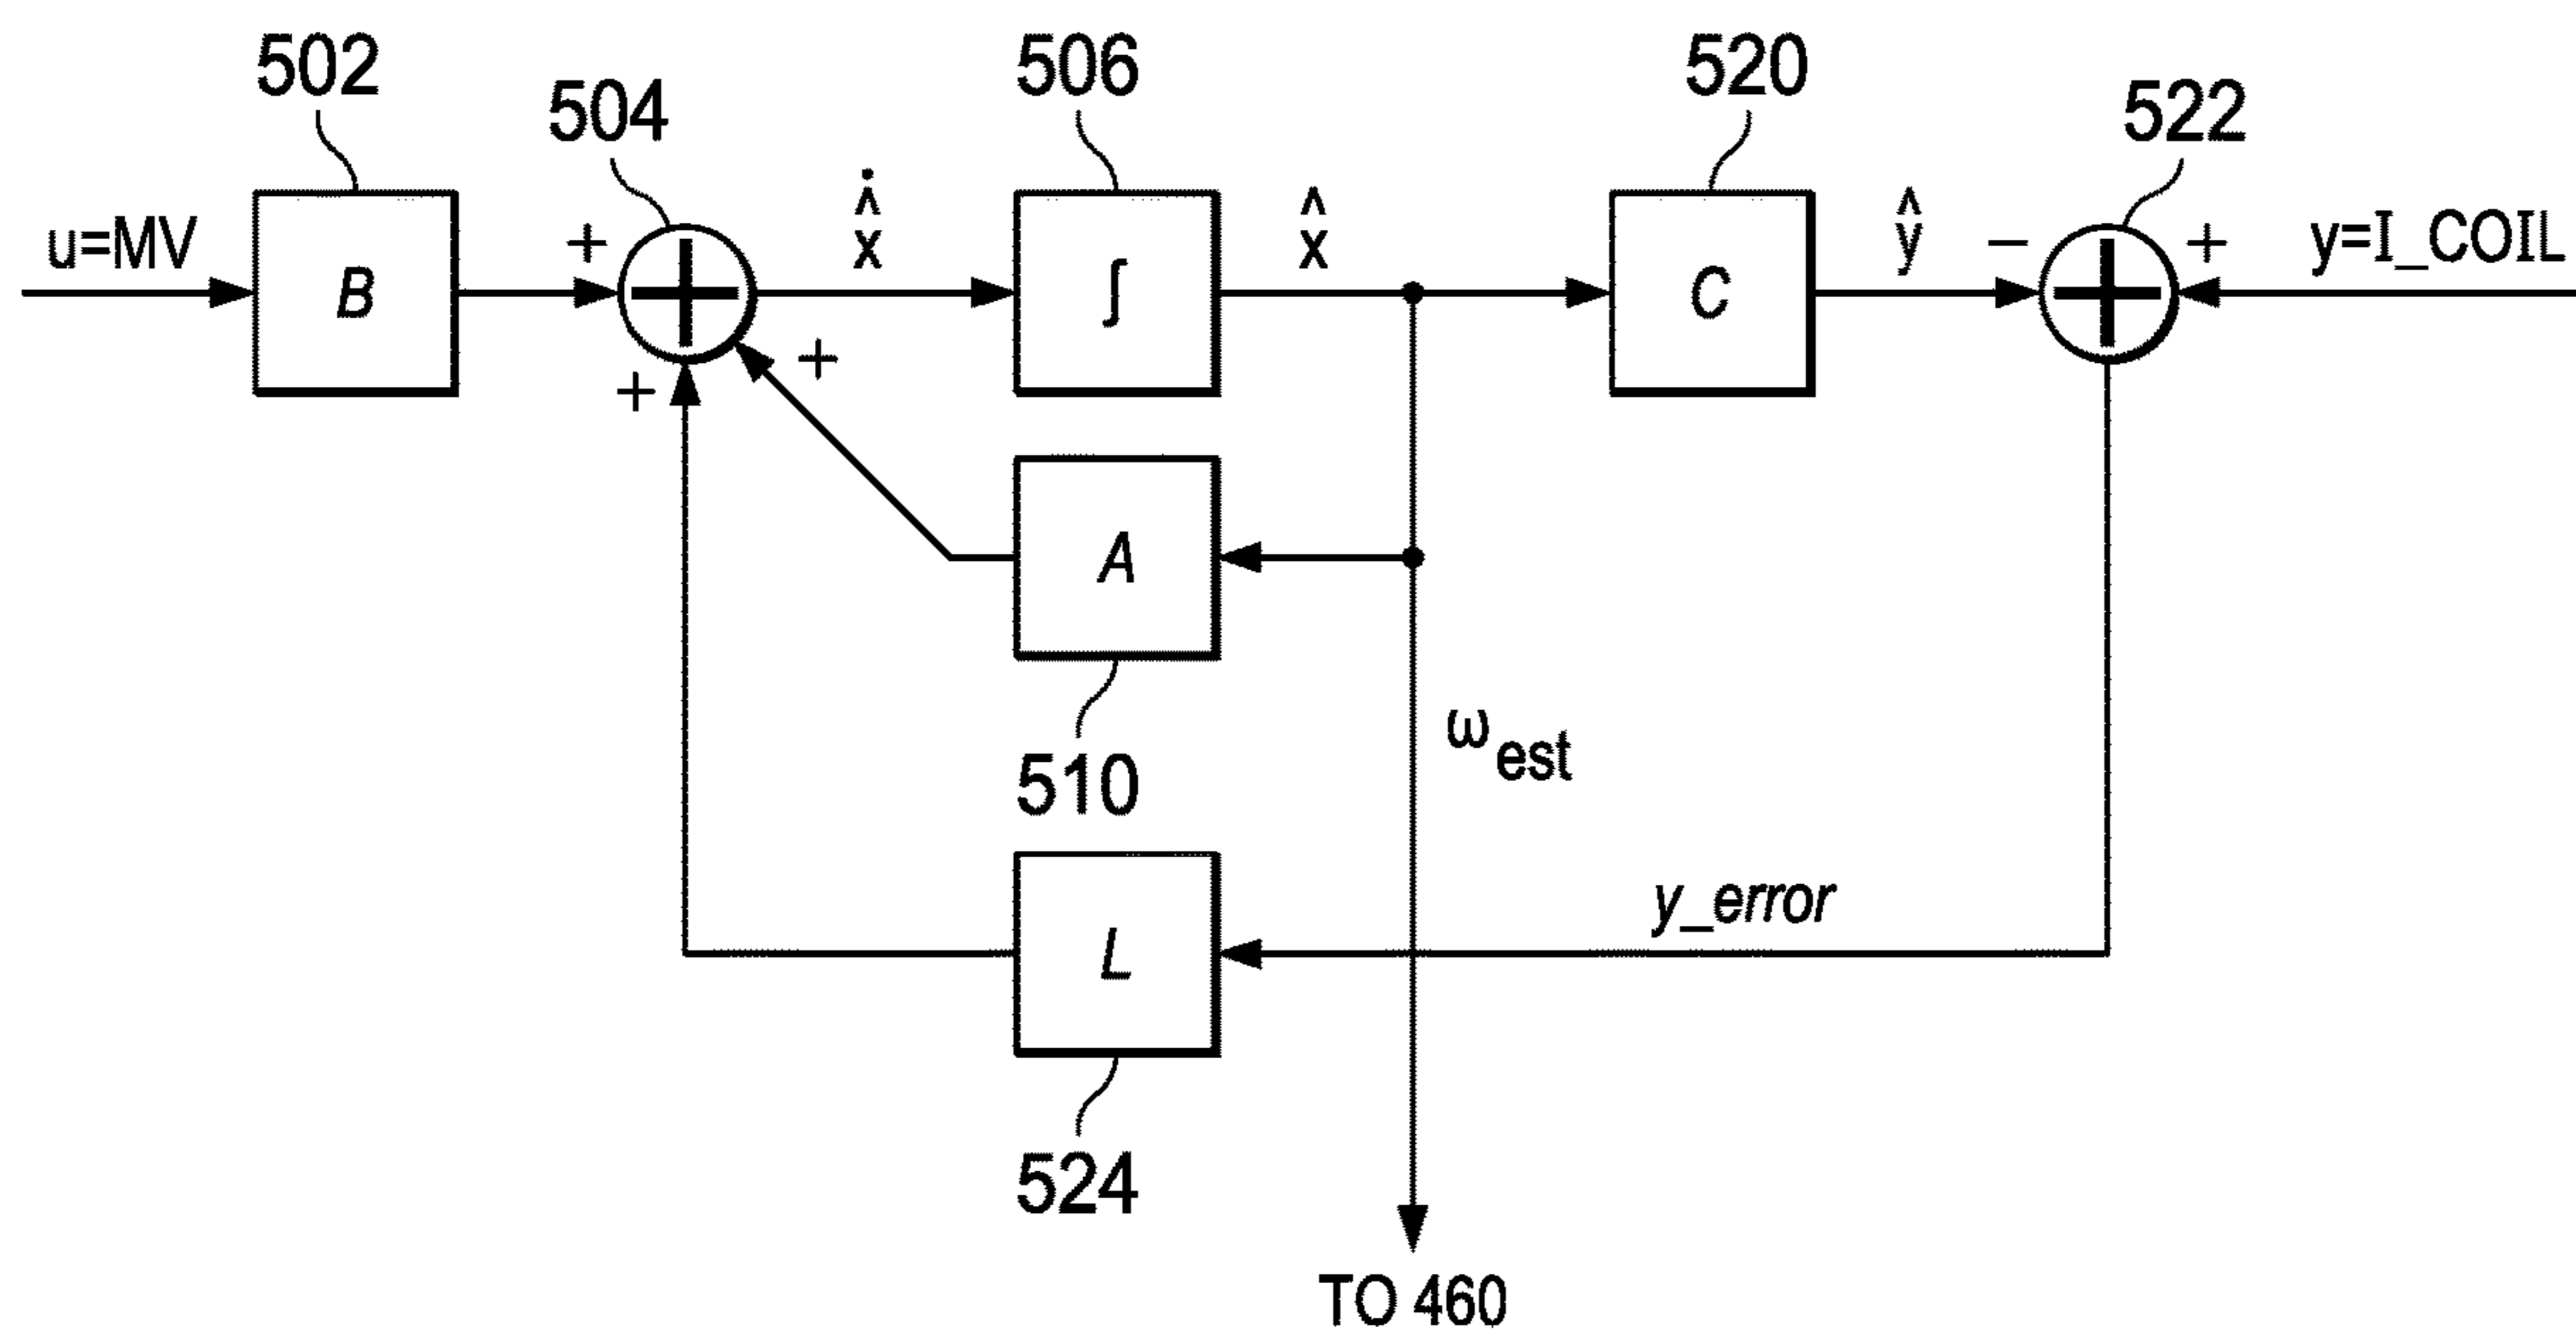 502
504
506
520
522
u=MV
B
+
+
+
x̂̇
∫
x̂
C
ŷ
−
+
y=I_COIL
A
510
ω est
y_error
L
524
TO 460